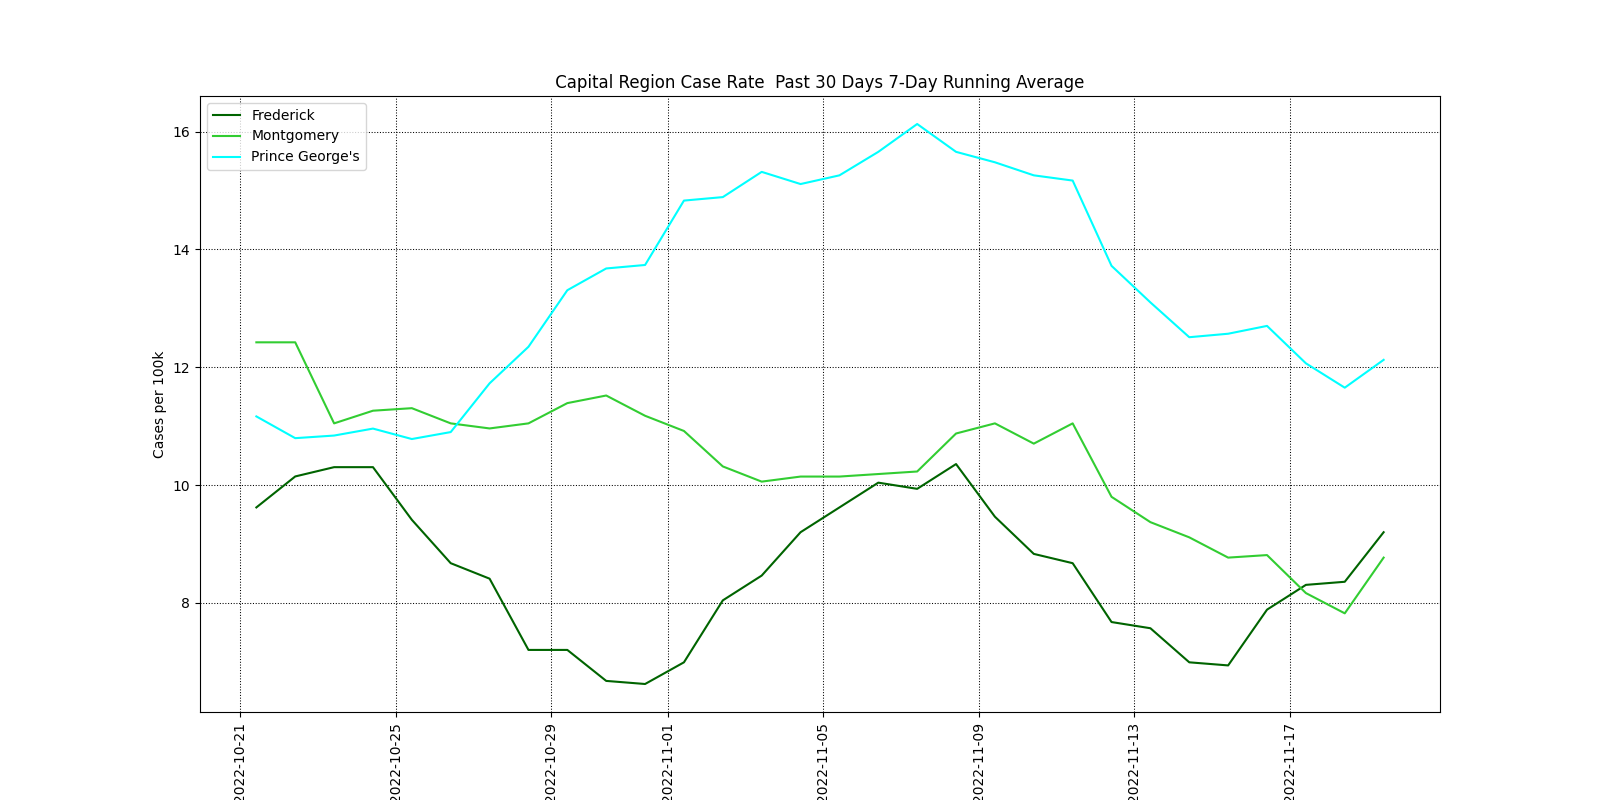 Capital Region Case Rate  Past 30 Days 7-Day Running Average
Frederick
Montgomery
Prince George's
16
14
12
10
8
Cases per 100k
2022-10-21
2022-10-25
2022-10-29
2022-11-01
2022-11-05
2022-11-09
2022-11-13
2022-11-17